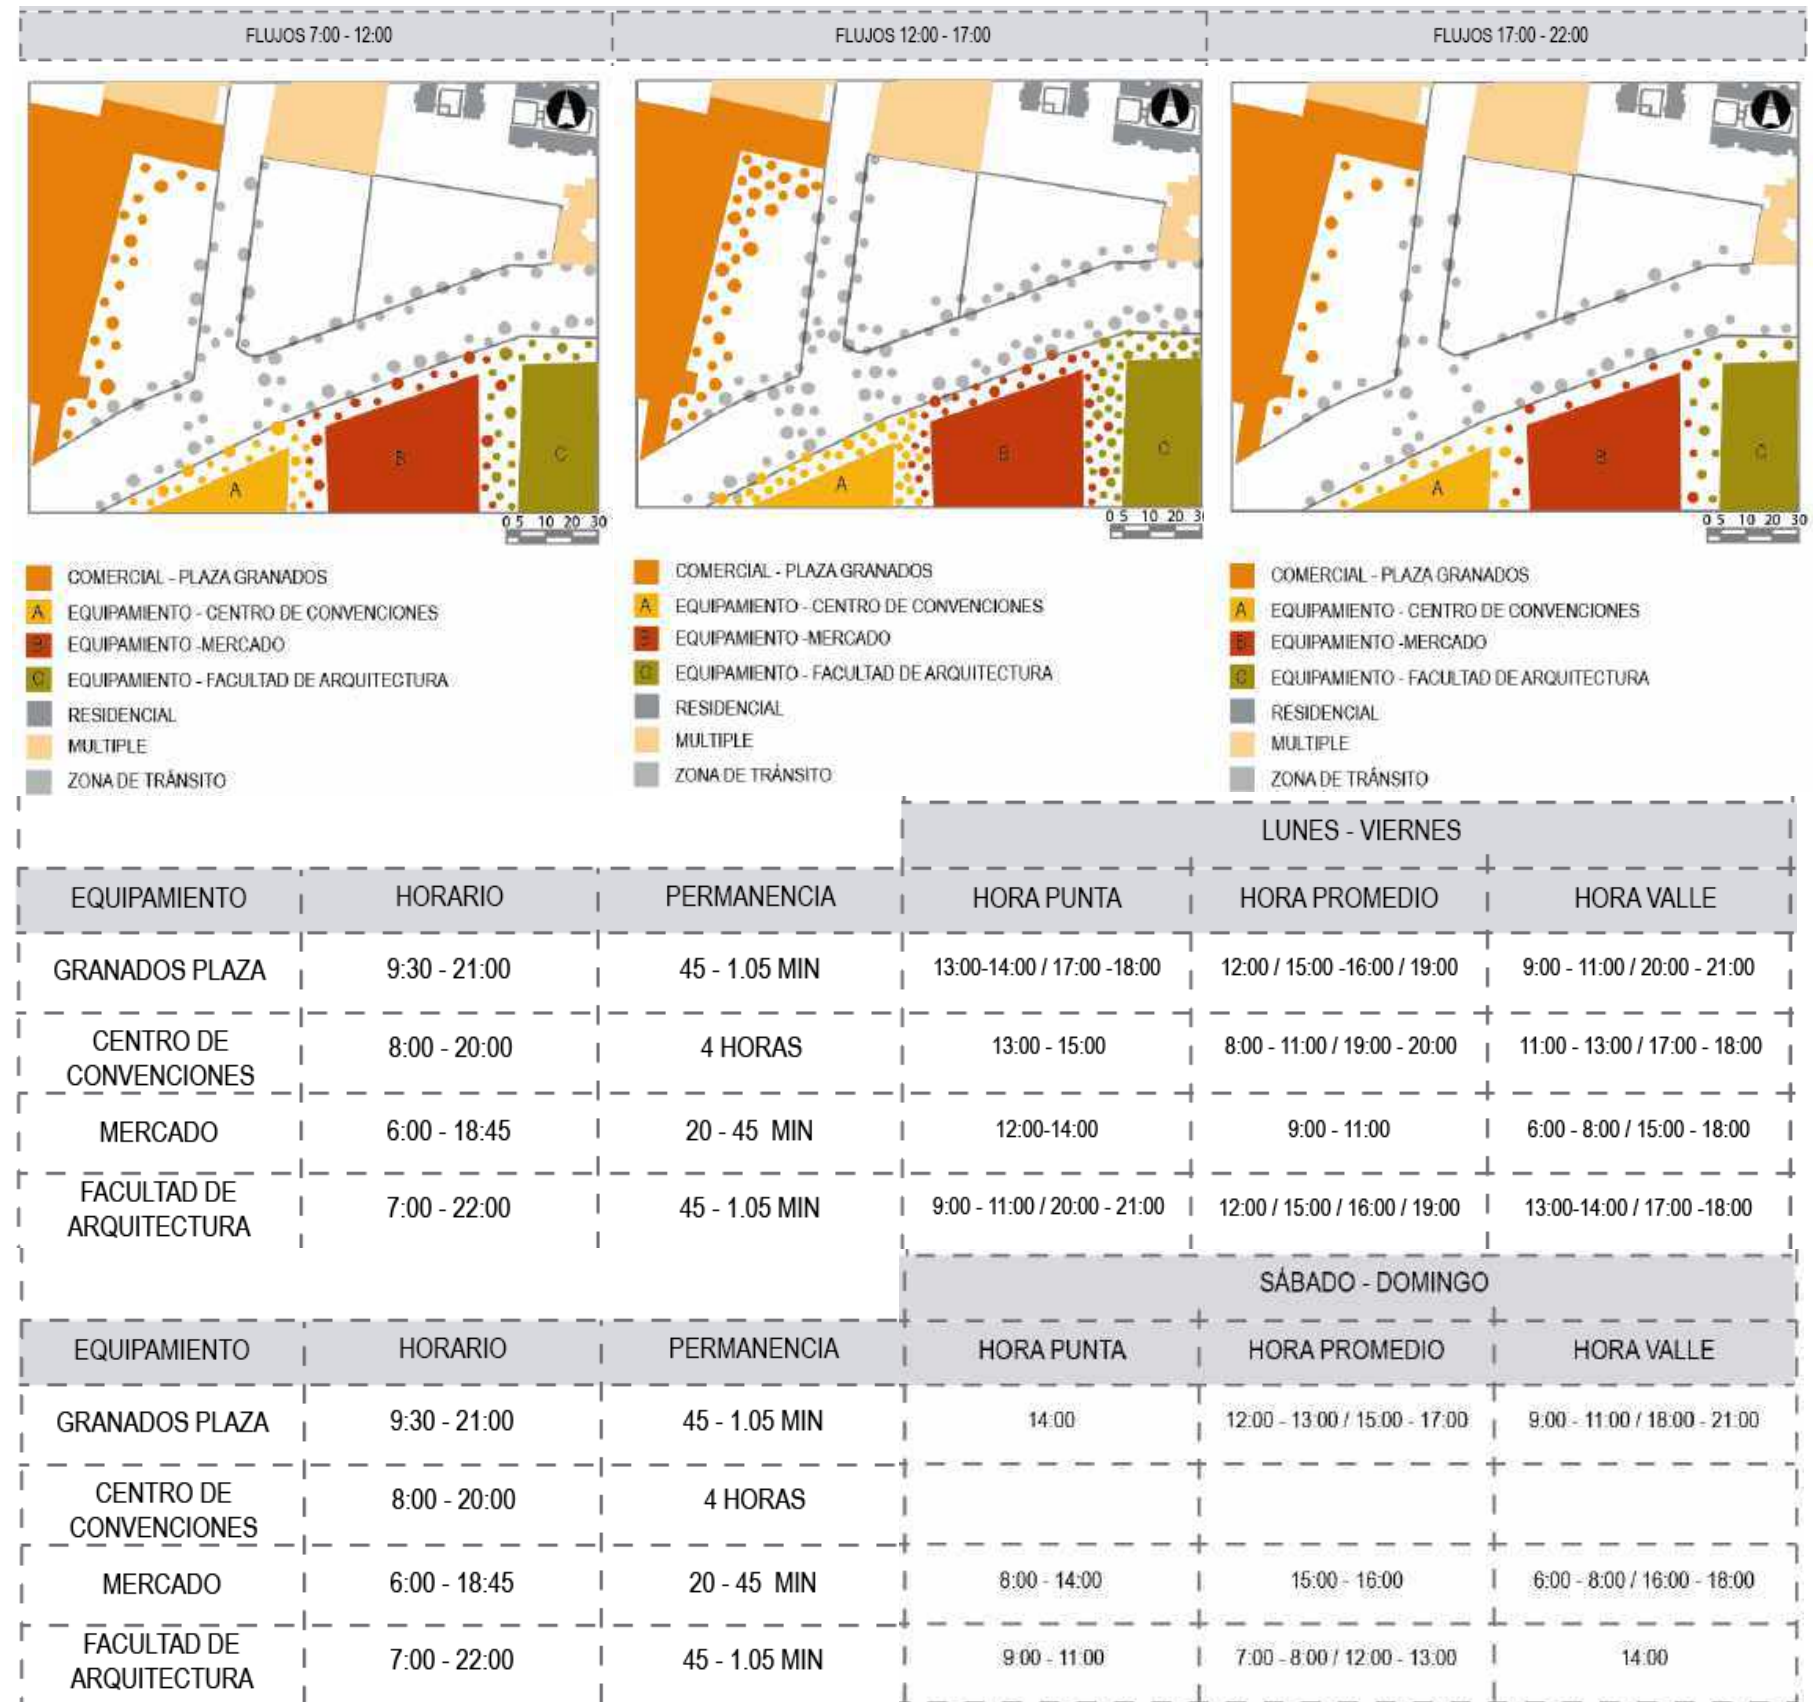 FLUJOS 7:00 - 12:00
FLUJOS 12:00 - 17:00
FLUJOS 17:00 - 22:00
A
B
C
0 5 10 20 30
A
B
C
0 5 10 20 30
A
B
C
0 5 10 20 30
COMERCIAL - PLAZA GRANADOS
A EQUIPAMIENTO - CENTRO DE CONVENCIONES
B EQUIPAMIENTO -MERCADO
C EQUIPAMIENTO - FACULTAD DE ARQUITECTURA
RESIDENCIAL
MULTIPLE
ZONA DE TRÁNSITO
COMERCIAL - PLAZA GRANADOS
A EQUIPAMIENTO - CENTRO DE CONVENCIONES
B EQUIPAMIENTO -MERCADO
C EQUIPAMIENTO - FACULTAD DE ARQUITECTURA
RESIDENCIAL
MULTIPLE
ZONA DE TRÁNSITO
COMERCIAL - PLAZA GRANADOS
A EQUIPAMIENTO - CENTRO DE CONVENCIONES
B EQUIPAMIENTO -MERCADO
C EQUIPAMIENTO - FACULTAD DE ARQUITECTURA
RESIDENCIAL
MULTIPLE
ZONA DE TRÁNSITO
LUNES - VIERNES
EQUIPAMIENTO HORARIO PERMANENCIA HORA PUNTA HORA PROMEDIO HORA VALLE
GRANADOS PLAZA 9:30 - 21:00 45 - 1.05 MIN 13:00-14:00 / 17:00 -18:00 12:00 / 15:00 -16:00 / 19:00 9:00 - 11:00 / 20:00 - 21:00
CENTRO DE
CONVENCIONES 8:00 - 20:00 4 HORAS 13:00 - 15:00 8:00 - 11:00 / 19:00 - 20:00 11:00 - 13:00 / 17:00 - 18:00
MERCADO 6:00 - 18:45 20 - 45 MIN 12:00-14:00 9:00 - 11:00 6:00 - 8:00 / 15:00 - 18:00
FACULTAD DE
ARQUITECTURA 7:00 - 22:00 45 - 1.05 MIN 9:00 - 11:00 / 20:00 - 21:00 12:00 / 15:00 / 16:00 / 19:00 13:00-14:00 / 17:00 -18:00
SÁBADO - DOMINGO
EQUIPAMIENTO HORARIO PERMANENCIA HORA PUNTA HORA PROMEDIO HORA VALLE
GRANADOS PLAZA 9:30 - 21:00 45 - 1.05 MIN 14:00 12:00 - 13:00 / 15:00 - 17:00 9:00 - 11:00 / 18:00 - 21:00
CENTRO DE
CONVENCIONES 8:00 - 20:00 4 HORAS
MERCADO 6:00 - 18:45 20 - 45 MIN 8:00 - 14:00 15:00 - 16:00 6:00 - 8:00 / 16:00 - 18:00
FACULTAD DE
ARQUITECTURA 7:00 - 22:00 45 - 1.05 MIN 9:00 - 11:00 7:00 - 8:00 / 12:00 - 13:00 14:00